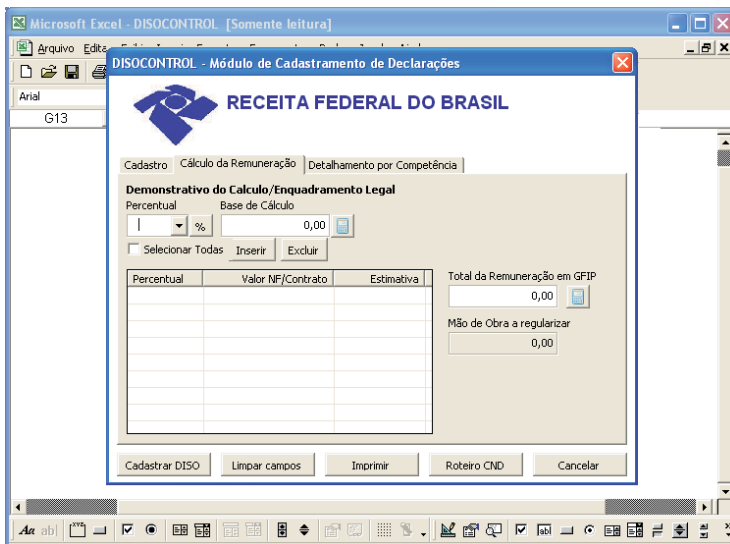 Microsoft Excel - DISOCONTROL [Somente leitura]
Arquivo
DISOCONTROL - Módulo de Cadastramento de Declarações
Arial
G13
RECEITA FEDERAL DO BRASIL
Cadastro Cálculo da Remuneração Detalhamento por Competência
Demonstrativo do Calculo/Enquadramento Legal
Percentual Base de Cálculo
% 0,00
Selecionar Todas Inserir Excluir
Percentual Valor NF/Contrato Estimativa
Total da Remuneração em GFIP
0,00
Mão de Obra a regularizar
0,00
Cadastrar DISO Limpar campos Imprimir Roteiro CND Cancelar
Aa ab|